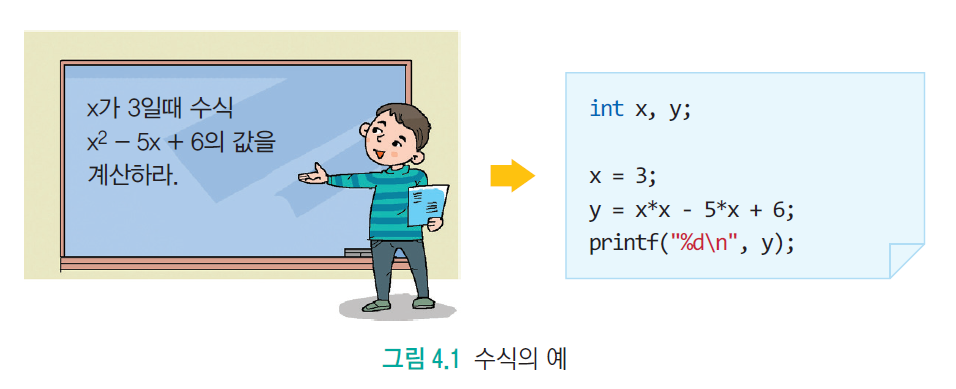 x가 3일때 수식
x² – 5x + 6의 값을
계산하라.
int x, y;
x = 3;
y = x*x - 5*x + 6;
printf("%d\n", y);
그림 4.1 수식의 예